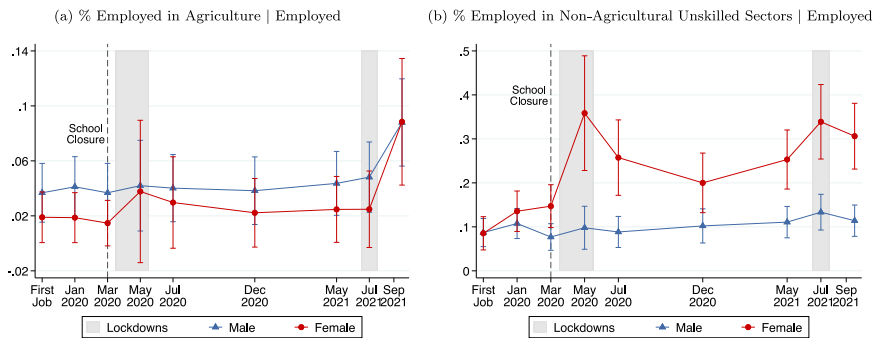 (a) % Employed in Agriculture | Employed
.14
.1
.06
.02
-.02
School
Closure
First
Job
Jan
2020
Mar
2020
May
2020
Jul
2020
Dec
2020
May
2021
Jul
2021
Sep
2021
Lockdowns
Male
Female
(b) % Employed in Non-Agricultural Unskilled Sectors | Employed
.5
.4
.3
.2
.1
0
School
Closure
First
Job
Jan
2020
Mar
2020
May
2020
Jul
2020
Dec
2020
May
2021
Jul
2021
Sep
2021
Lockdowns
Male
Female